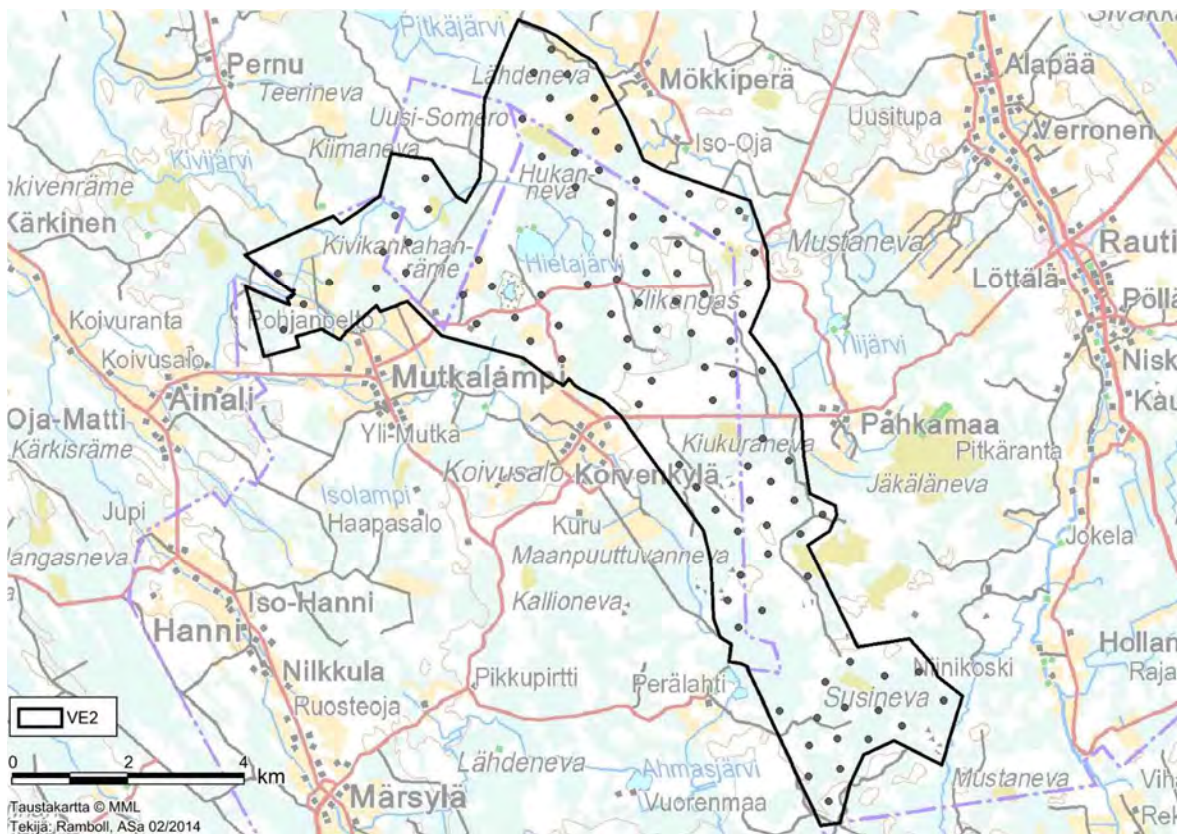 Pitkäjärvi
Sivakka
Pernu
Lähdeneva
Alapää
Teerineva
Mökkiperä
Uusi-Somero
Uusitupa
Verronen
Kiimaneva
Iso-Oja
Kivijärvi
Hukan-
neva
nkivenräme
Kärkinen
Kivikankahan-
räme
Mustaneva
Rauti
Hietajärvi
Löttälä
Ylikangas
Pöllä
Koivuranta
Pohjanpelto
Ylijärvi
Koivusalo
Nisk
Mutkalampi
Kau
Ainali
Oja-Matti
Pahkamaa
Yli-Mutka
Kiukuraneva
Kärkisräme
Pitkäranta
Koivusalo
Korvenkylä
Jäkäläneva
Isolampi
Jupi
Haapasalo
Kuru
Jokela
langasneva
Maanpuuttuvanneva
Iso-Hanni
Kallioneva
Hanni
Hollan
Nilkkula
Niinikoski
Raja
Pikkupirtti
Perälahti
Susineva
VE2
Ruosteoja
0 2 4
km
Lähdeneva
Ahmasjärvi
Mustaneva
Viha
Märsylä
Vuorenmaa
Rek
Taustakartta © MML
Tekijä: Ramboll, ASa 02/2014